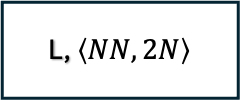 L, ⟨NN, 2N⟩